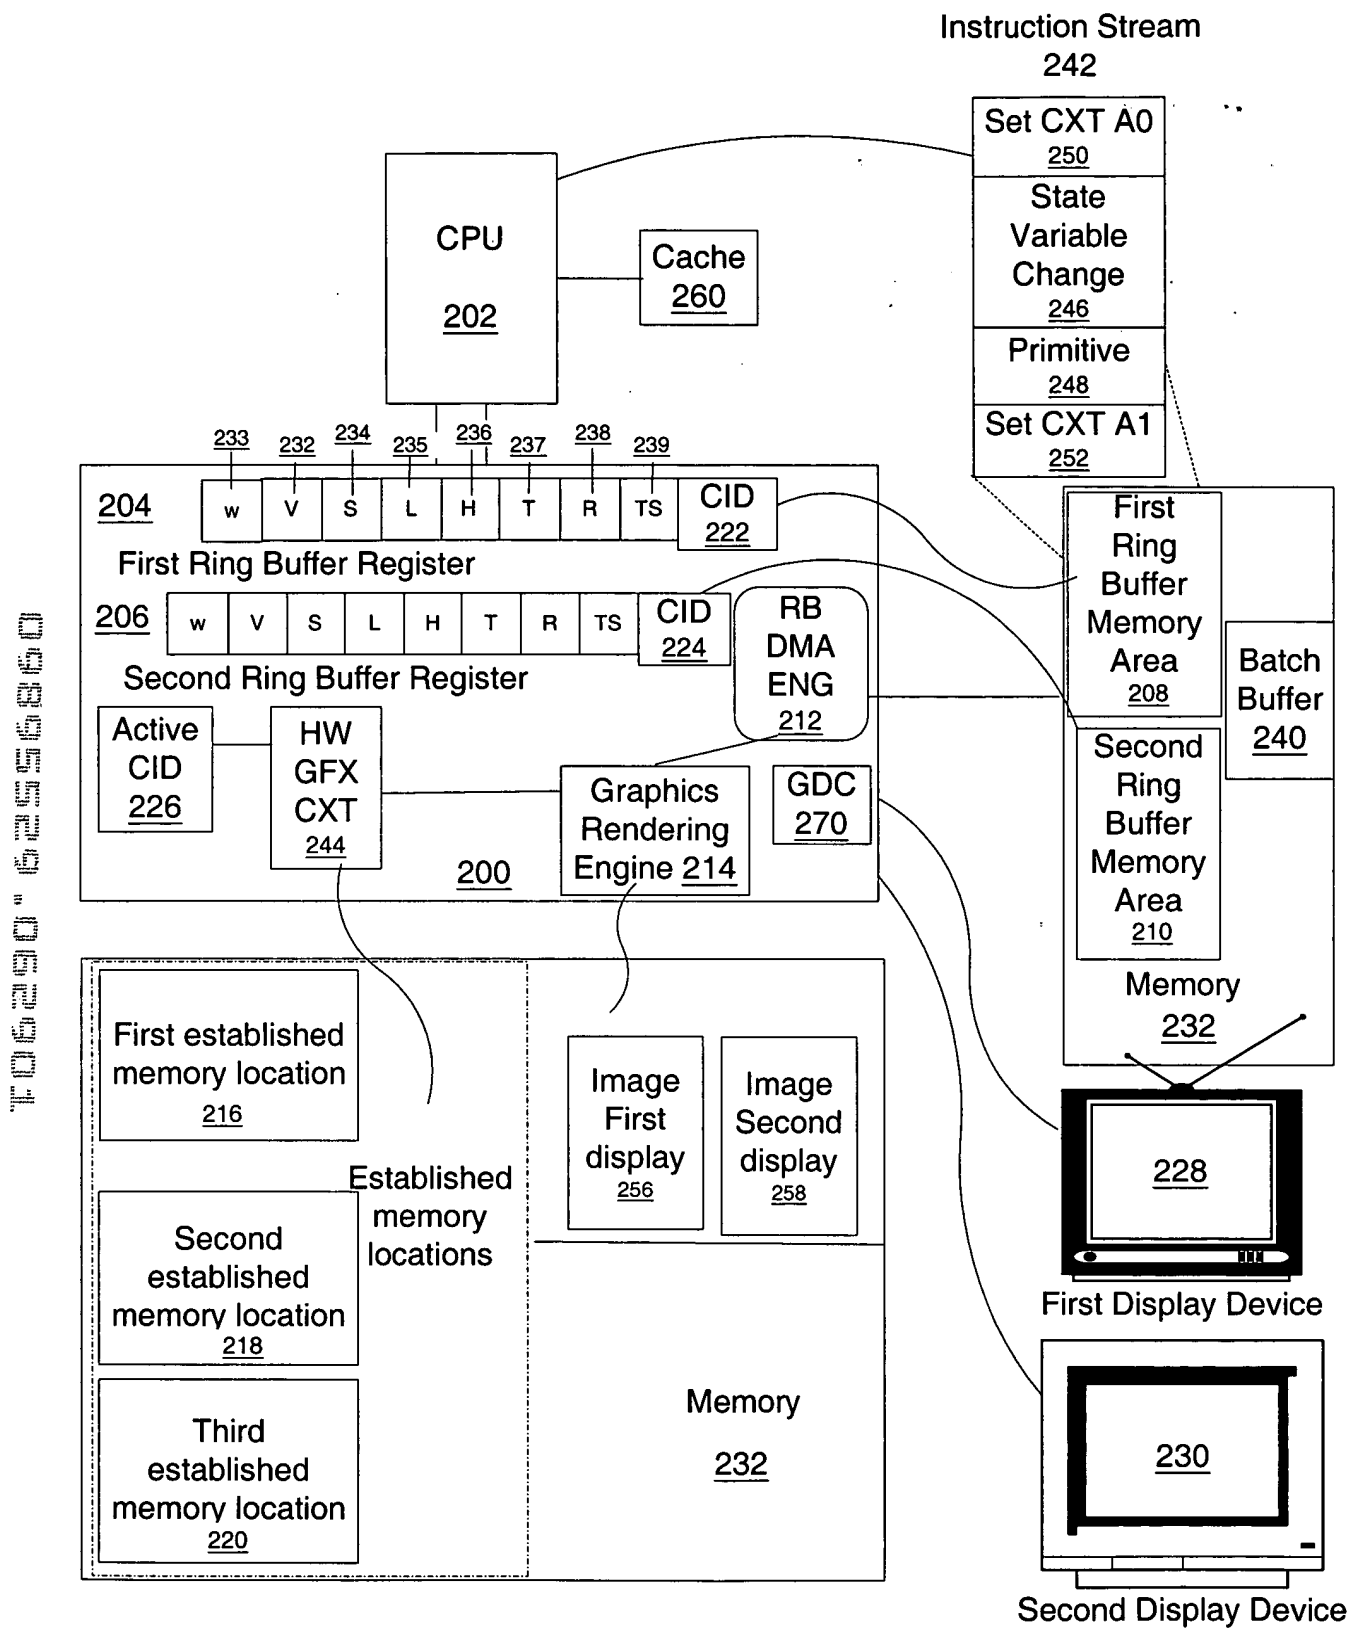 Instruction Stream
242
Set CXT A0
250
State
Variable
Change
246
Primitive
248
Set CXT A1
252
CPU
202
Cache
260
233
232
234
235
236
237
238
239
204
w
V
S
L
H
T
R
TS
CID
222
First Ring Buffer Register
206
w
V
S
L
H
T
R
TS
CID
224
Second Ring Buffer Register
RB
DMA
ENG
212
Active
CID
226
HW
GFX
CXT
244
200
Graphics
Rendering
Engine 214
GDC
270
First
Ring
Buffer
Memory
Area
208
Batch
Buffer
240
Second
Ring
Buffer
Memory
Area
210
Memory
232
First established
memory location
216
Second
established
memory location
218
Third
established
memory location
220
Established
memory
locations
Image
First
display
256
Image
Second
display
258
Memory
232
228
First Display Device
230
Second Display Device